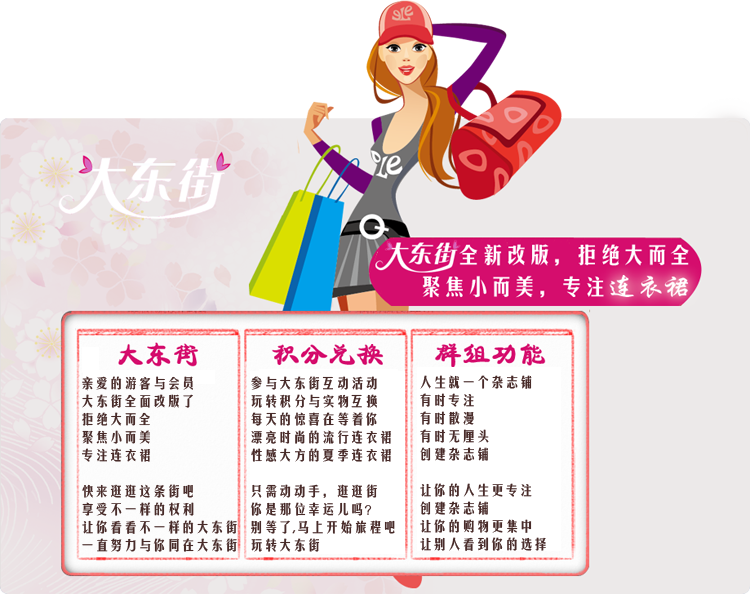 大东街
大东街全新改版，拒绝大而全
聚焦小而美，专注连衣裙
大东街
亲爱的游客与会员
大东街全面改版了
拒绝大而全
聚焦小而美
专注连衣裙
快来逛逛这条街吧
享受不一样的权利
让你看看不一样的大东街
一直努力与你同在大东街
积分兑换
参与大东街互动活动
玩转积分与实物互换
每天的惊喜在等着你
漂亮时尚的流行连衣裙
性感大方的夏季连衣裙
只需动动手，逛逛街
你是那位幸运儿吗?
别等了,马上开始旅程吧
玩转大东街
群组功能
人生就一个杂志铺
有时专注
有时散漫
有时无厘头
创建杂志铺
让你的人生更专注
创建杂志铺
让你的购物更集中
让别人看到你的选择